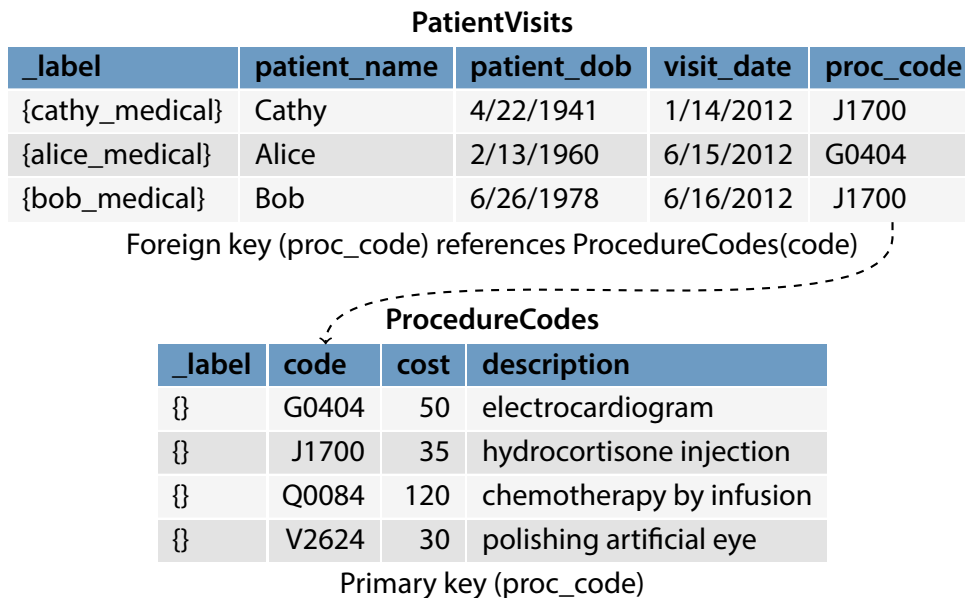 PatientVisits
_label patient_name patient_dob visit_date proc_code
{cathy_medical} Cathy 4/22/1941 1/14/2012 J1700
{alice_medical} Alice 2/13/1960 6/15/2012 G0404
{bob_medical} Bob 6/26/1978 6/16/2012 J1700
Foreign key (proc_code) references ProcedureCodes(code)
ProcedureCodes
_label code cost description
{} G0404 50 electrocardiogram
{} J1700 35 hydrocortisone injection
{} Q0084 120 chemotherapy by infusion
{} V2624 30 polishing artificial eye
Primary key (proc_code)